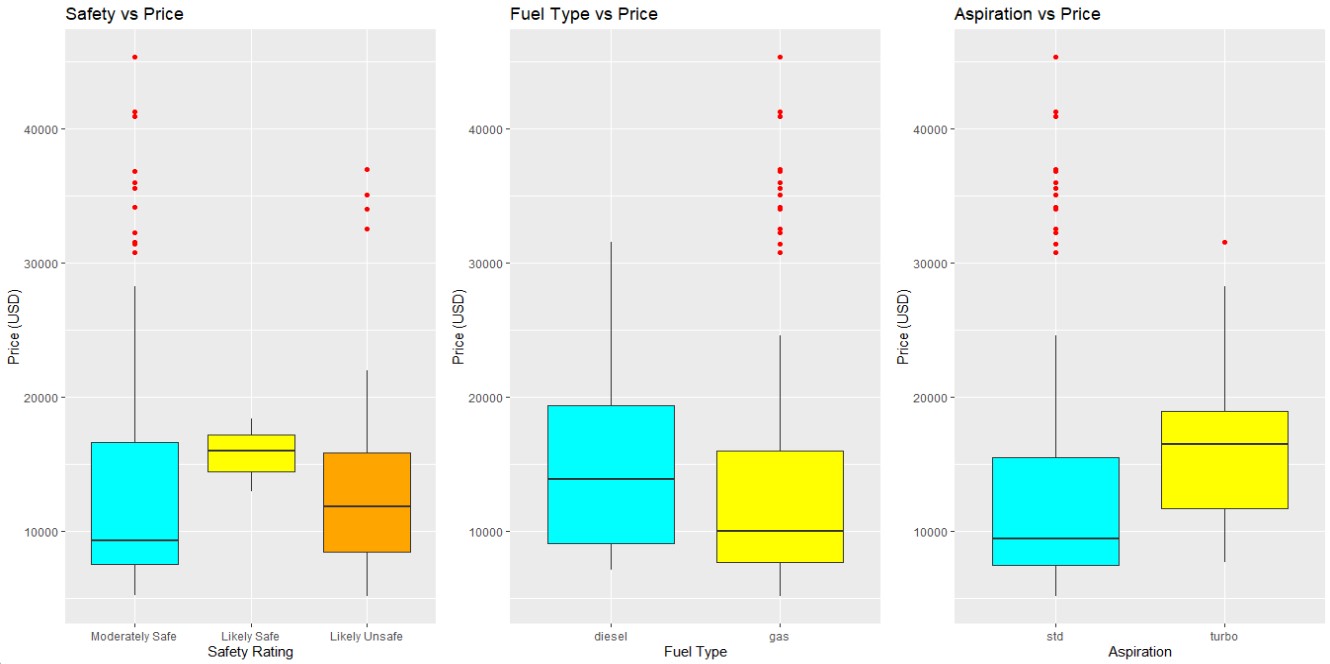 Safety vs Price
Price (USD)
40000
30000
20000
10000
Moderately Safe
Likely Safe
Likely Unsafe
Safety Rating
Fuel Type vs Price
Price (USD)
40000
30000
20000
10000
diesel
gas
Fuel Type
Aspiration vs Price
Price (USD)
40000
30000
20000
10000
std
turbo
Aspiration